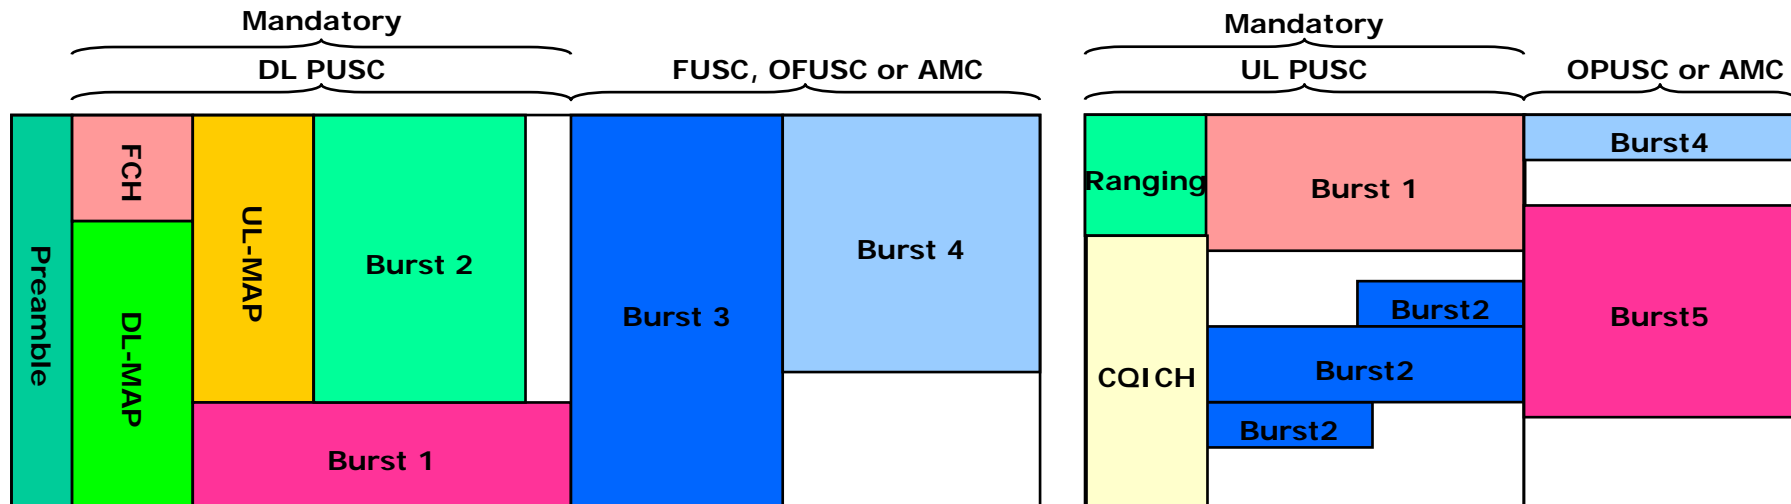 Mandatory
DL PUSC
FUSC, OFUSC or AMC
Mandatory
UL PUSC
OPUSC or AMC
Preamble
FCH
DL-MAP
UL-MAP
Burst 2
Burst 1
Burst 3
Burst 4
Ranging
CQICH
Burst 1
Burst2
Burst2
Burst2
Burst4
Burst5